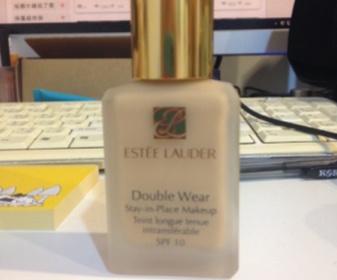 ESTĒE LAUDER
Double Wear
Stay-in-Place Makeup
Teint longue tenue
intransférable
SPF 10